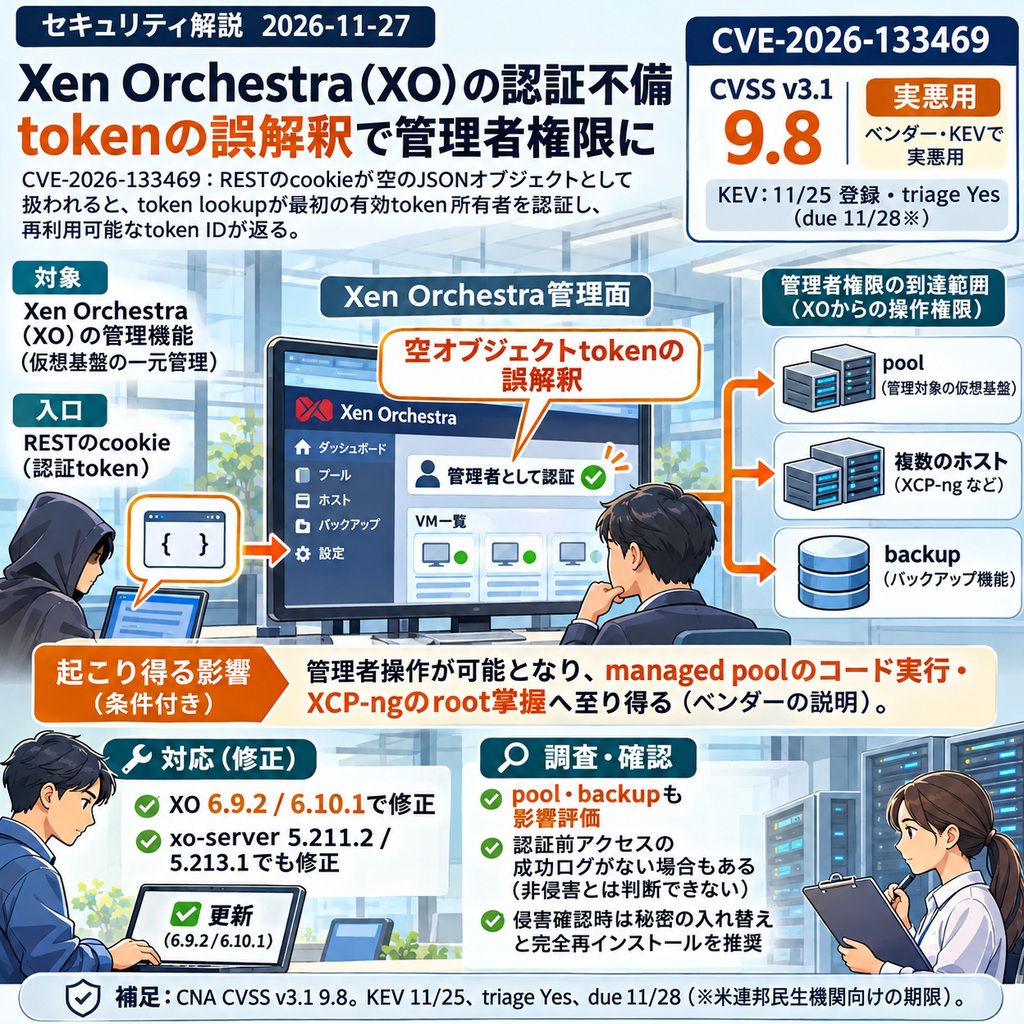 セキュリティ解説 2026-11-27
Xen Orchestra(XO)の認証不備
tokenの誤解釈で管理者権限に
CVE-2026-133469：RESTのcookieが空のJSONオブジェクトとして
扱われると、token lookupが最初の有効token所有者を認証し、
再利用可能なtoken IDが返る。
CVE-2026-133469
CVSS v3.1
9.8
実悪用
ベンダー・KEVで
実悪用
KEV：11/25 登録・triage Yes
(due 11/28※)
対象
Xen Orchestra
(XO)の管理機能
(仮想基盤の一元管理)
入口
RESTのcookie
(認証token)
{ }
Xen Orchestra管理面
空オブジェクトtokenの
誤解釈
Xen Orchestra
ダッシュボード
プール
ホスト
バックアップ
設定
管理者として認証
VM一覧
管理者権限の到達範囲
(XOからの操作権限)
pool
(管理対象の仮想基盤)
複数のホスト
(XCP-ng など)
backup
(バックアップ機能)
起こり得る影響
(条件付き)
管理者操作が可能となり、managed poolのコード実行・
XCP-ngのroot掌握へ至り得る(ベンダーの説明)。
対応(修正)
XO 6.9.2 / 6.10.1で修正
xo-server 5.211.2 /
5.213.1でも修正
更新
(6.9.2/6.10.1)
調査・確認
pool・backupも
影響評価
認証前アクセスの
成功ログがない場合もある
(非侵害とは判断できない)
侵害確認時は秘密の入れ替え
と完全再インストールを推奨
補足：CNA CVSS v3.1 9.8。KEV 11/25、triage Yes、due 11/28(※米連邦民生機関向けの期限)。